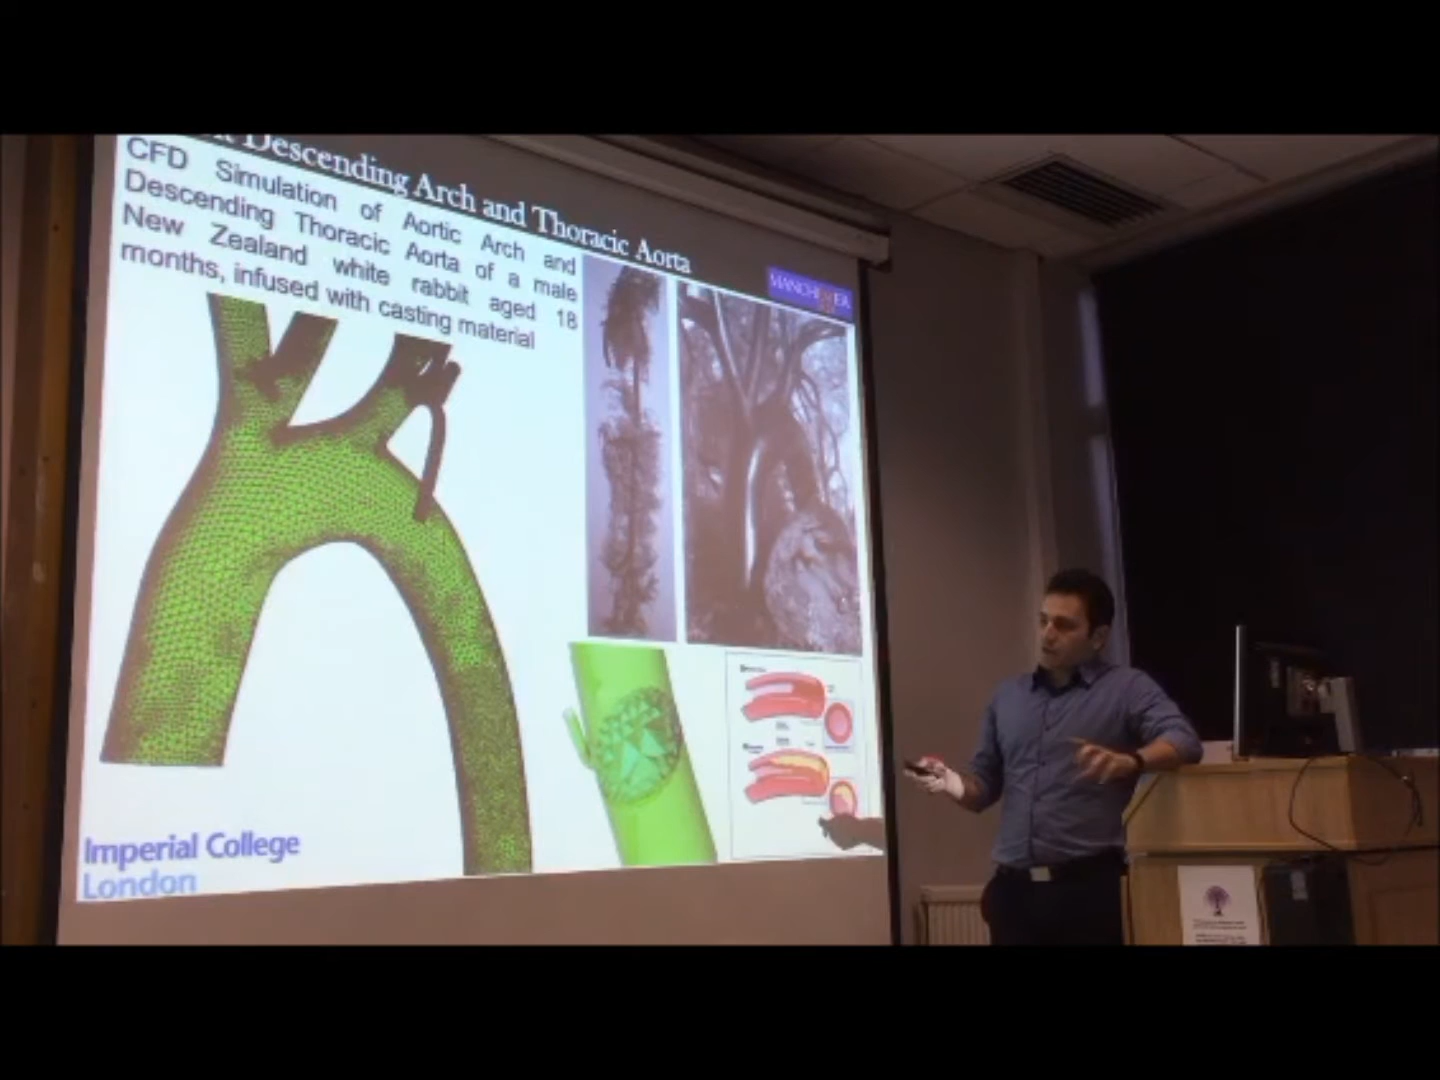 Descending Arch and Thoracic Aorta
CFD Simulation of Aortic Arch and
Descending Thoracic Aorta of a male
New Zealand white rabbit aged 18
months, infused with casting material
Imperial College
London